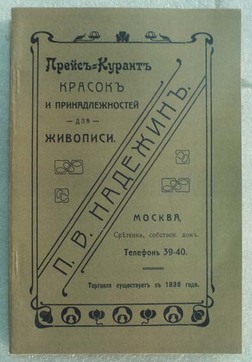 Прейсъ=Курантъ
КРАСОКЪ
И ПРИНАДЛЕЖНОСТЕЙ
— ДЛЯ —
ЖИВОПИСИ.
П. В. НАДЕЖИНЪ.
МОСКВА,
Срѣтенка, собствен. домъ.
Телефонъ 39-40.
Торговля существуетъ съ 1826 года.